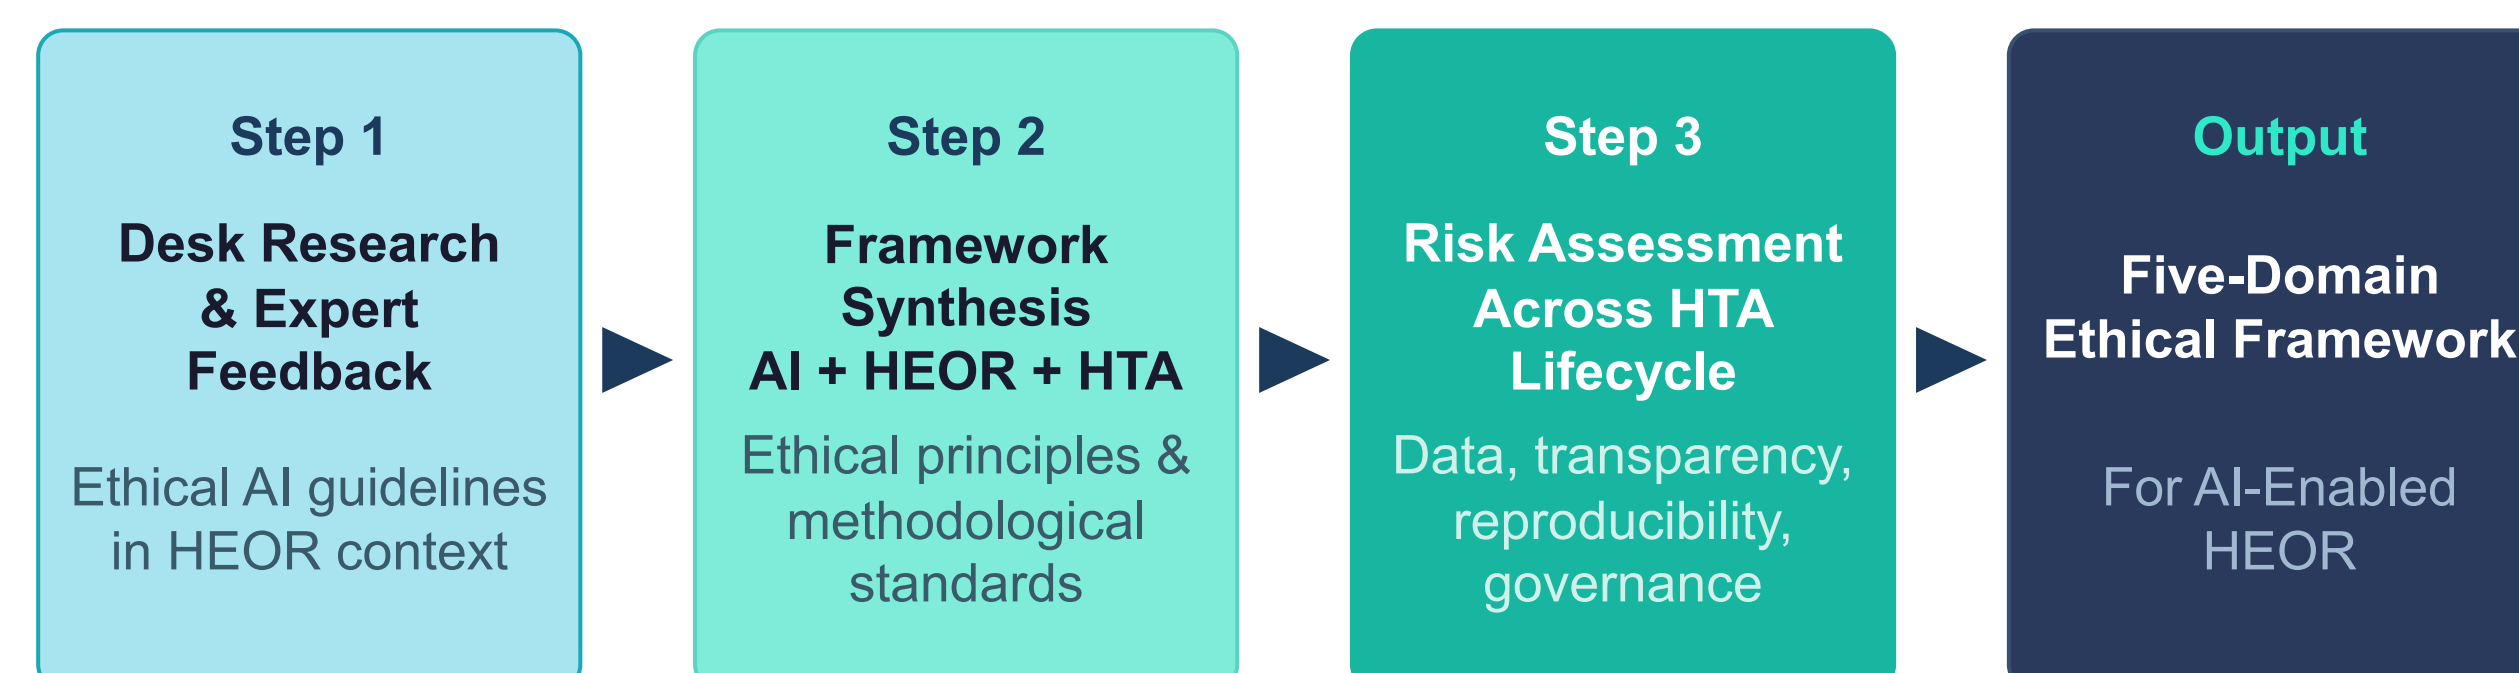 Step 1
Desk Research
& Expert
Feedback
Ethical AI guidelines
in HEOR context
Step 2
Framework
Synthesis
AI + HEOR + HTA
Ethical principles &
methodological
standards
Step 3
Risk Assessment
Across HTA
Lifecycle
Data, transparency,
reproducibility,
governance
Output
Five-Domain
Ethical Framework
For AI-Enabled
HEOR